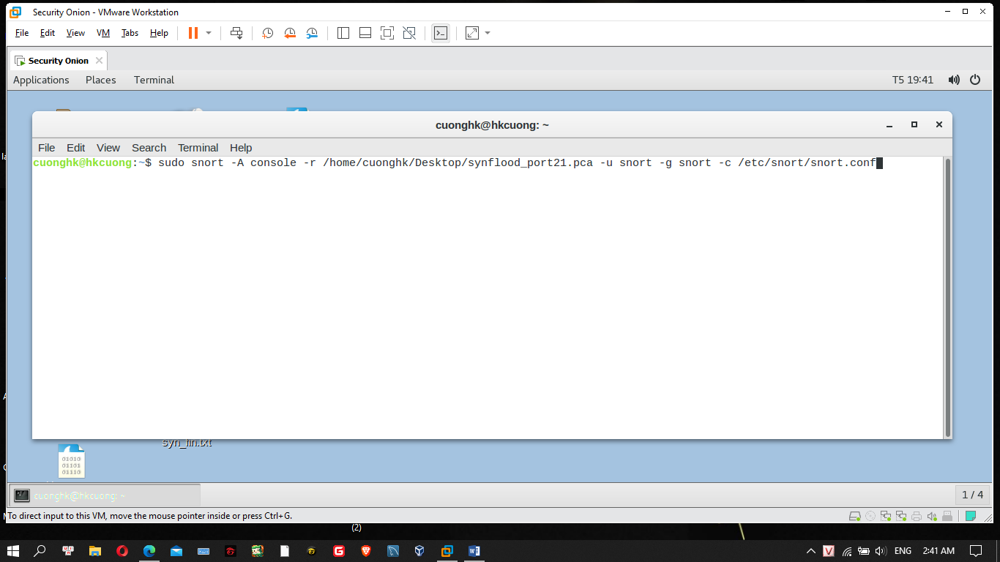 Security Onion - VMware Workstation
File Edit View VM Tabs Help
Security Onion
Applications Places Terminal T5 19:41
cuonghk@hkcuong: ~
File Edit View Search Terminal Help
cuonghk@hkcuong:~$ sudo snort -A console -r /home/cuonghk/Desktop/synflood_port21.pca -u snort -g snort -c /etc/snort/snort.conf
syn_fin.txt
01010
01101
01110
cuonghk@hkcuong: ~
1 / 4
To direct input to this VM, move the mouse pointer inside or press Ctrl+G.
(2)
ENG 2:41 AM